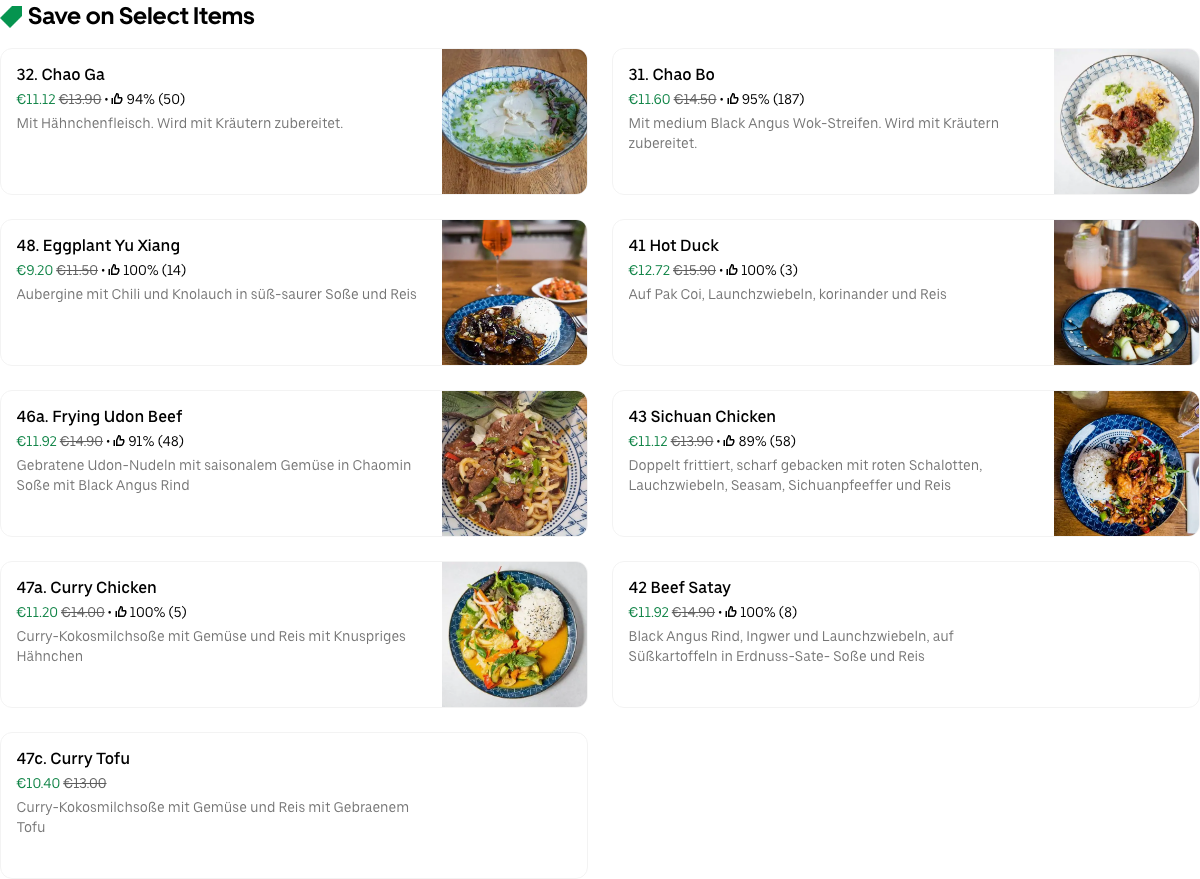 Save on Select Items
32. Chao Ga
€11.12 €13.90 • 94% (50)
Mit Hähnchenfleisch. Wird mit Kräutern zubereitet.
31. Chao Bo
€11.60 €14.50 • 95% (187)
Mit medium Black Angus Wok-Streifen. Wird mit Kräutern
zubereitet.
48. Eggplant Yu Xiang
€9.20 €11.50 • 100% (14)
Aubergine mit Chili und Knolauch in süß-saurer Soße und Reis
41 Hot Duck
€12.72 €15.90 • 100% (3)
Auf Pak Coi, Launchzwiebeln, korinander und Reis
46a. Frying Udon Beef
€11.92 €14.90 • 91% (48)
Gebratene Udon-Nudeln mit saisonalem Gemüse in Chaomin
Soße mit Black Angus Rind
43 Sichuan Chicken
€11.12 €13.90 • 89% (58)
Doppelt frittiert, scharf gebacken mit roten Schalotten,
Lauchzwiebeln, Seasam, Sichuanpfeeffer und Reis
47a. Curry Chicken
€11.20 €14.00 • 100% (5)
Curry-Kokosmilchsoße mit Gemüse und Reis mit Knuspriges
Hähnchen
42 Beef Satay
€11.92 €14.90 • 100% (8)
Black Angus Rind, Ingwer und Launchzwiebeln, auf
Süßkartoffeln in Erdnuss-Sate- Soße und Reis
47c. Curry Tofu
€10.40 €13.00
Curry-Kokosmilchsoße mit Gemüse und Reis mit Gebraenem
Tofu